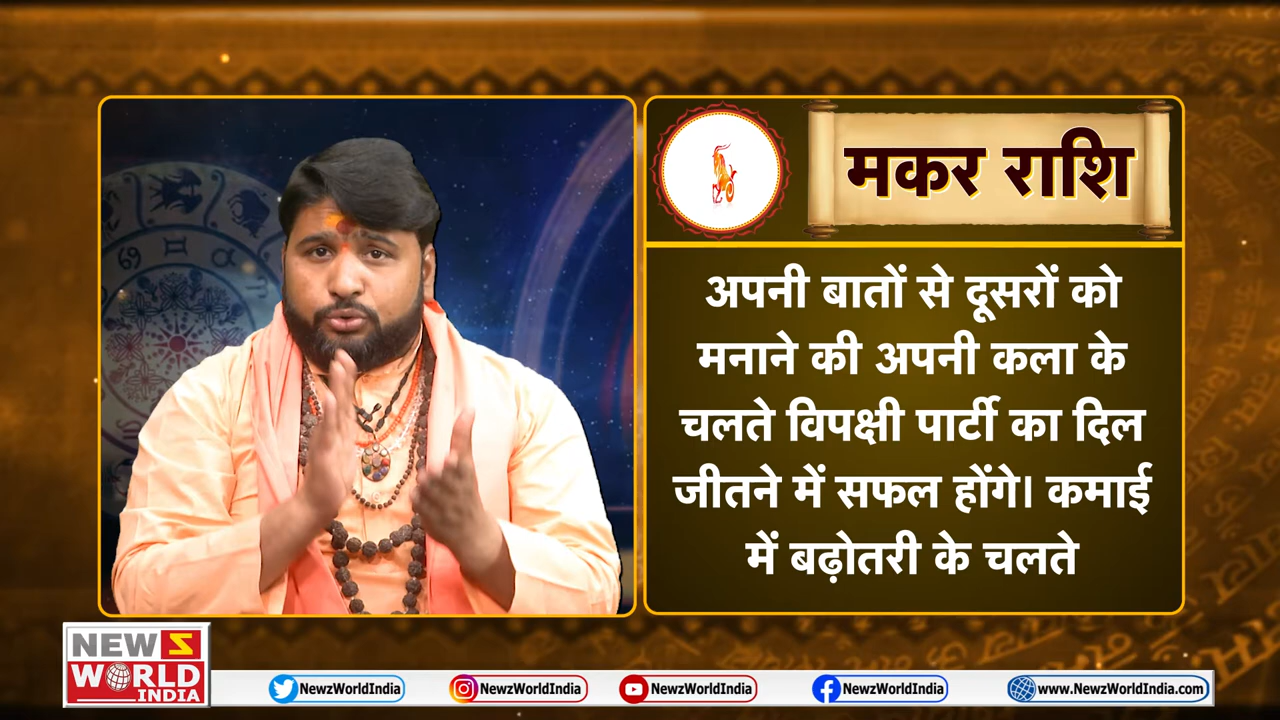 मकर राशि
अपनी बातों से दूसरों को
मनाने की अपनी कला के
चलते विपक्षी पार्टी का दिल
जीतने में सफल होंगे। कमाई
में बढ़ोतरी के चलते
NEWS
WORLD
INDIA
NewzWorldIndia
NewzWorldIndia
NewzWorldIndia
NewzWorldIndia
www.NewzWorldIndia.com